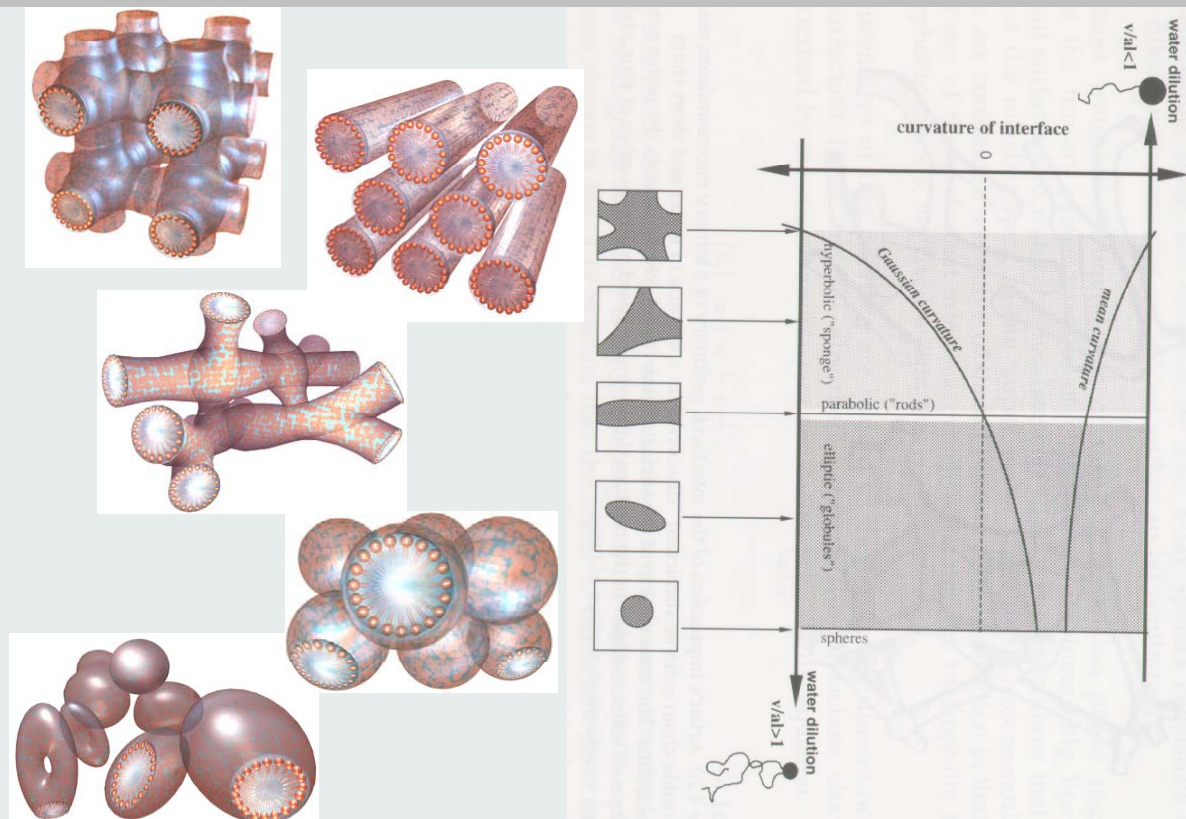 water dilution
v/al<1
curvature of interface
0
Gaussian curvature
mean curvature
hyperbolic ("sponge")
parabolic ("rods")
elliptic ("globules")
spheres
water dilution
v/al>1